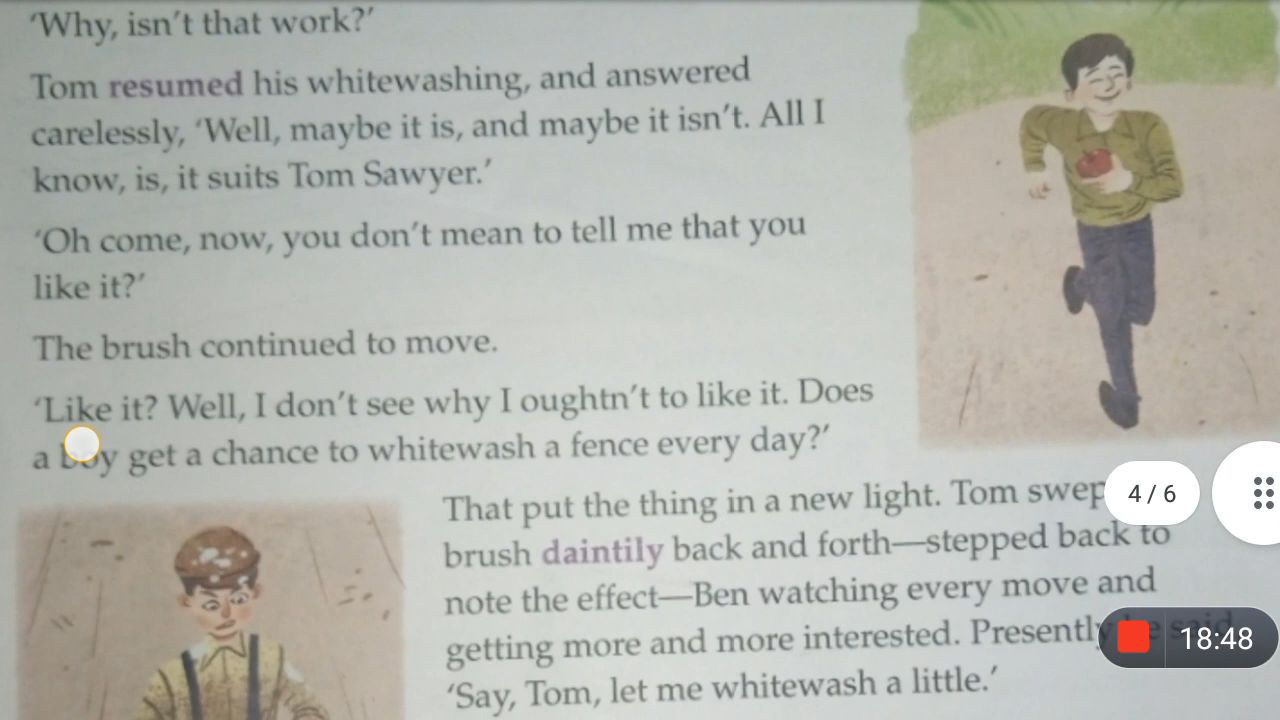 ‘Why, isn’t that work?’
Tom resumed his whitewashing, and answered
carelessly, ‘Well, maybe it is, and maybe it isn’t. All I
know, is, it suits Tom Sawyer.’
‘Oh come, now, you don’t mean to tell me that you
like it?’
The brush continued to move.
‘Like it? Well, I don’t see why I oughtn’t to like it. Does
a boy get a chance to whitewash a fence every day?’
That put the thing in a new light. Tom
brush daintily back and forth—stepped back to
note the effect—Ben watching every move and
getting more and more interested. Presently he said,
‘Say, Tom, let me whitewash a little.’
4 / 6
18:48